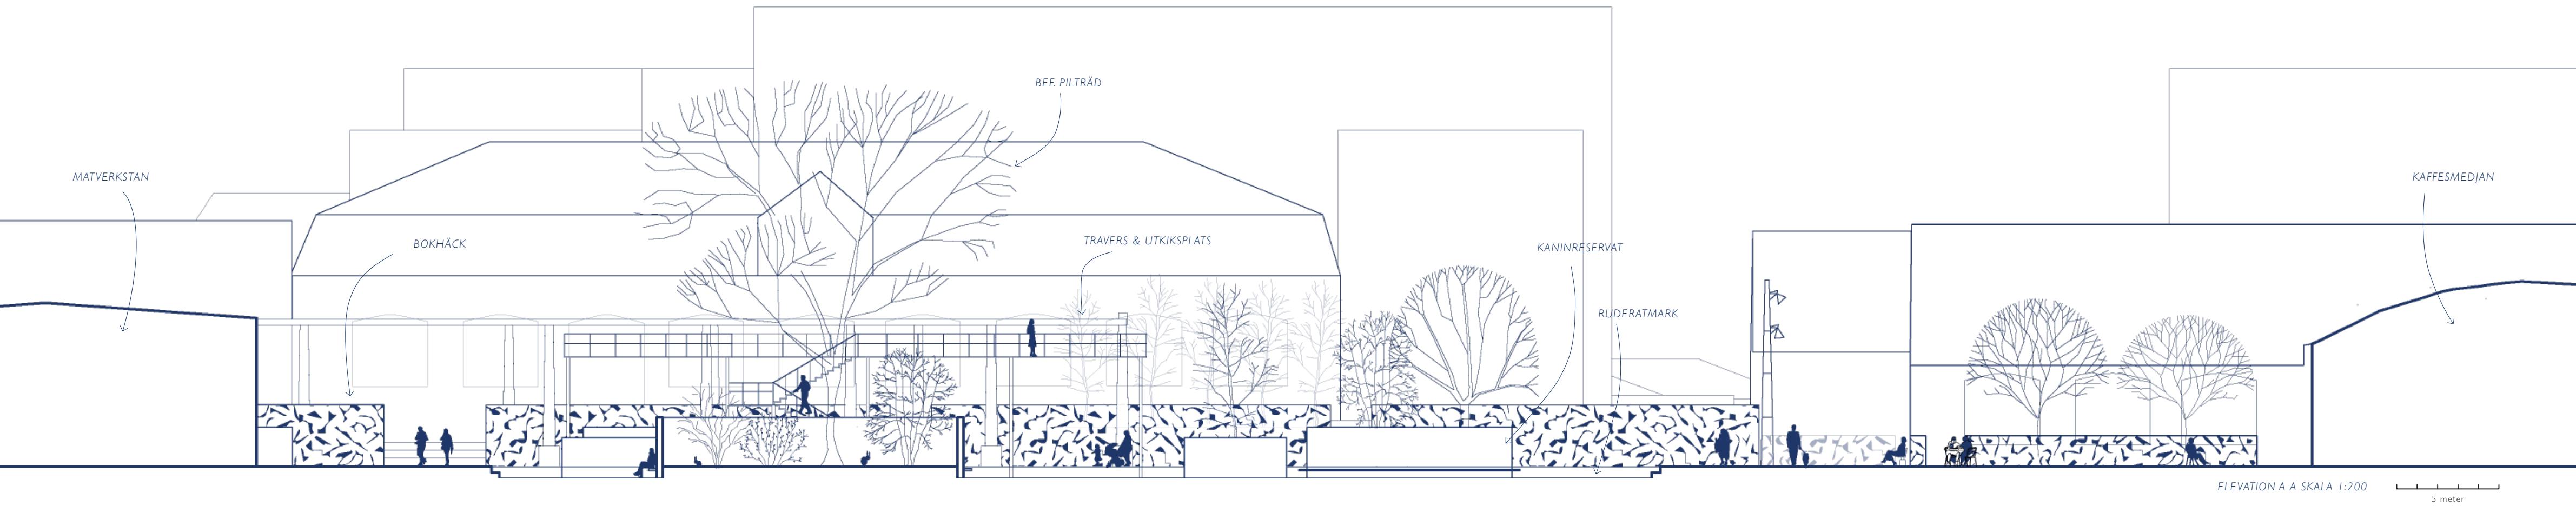 BEF. PILTRÄD
MATVERKSTAN
KAFFESMEDJAN
BOKHÄCK
TRAVERS & UTKIKSPLATS
KANINRESERVAT
RUDERATMARK
ELEVATION A-A SKALA 1:200
5 meter